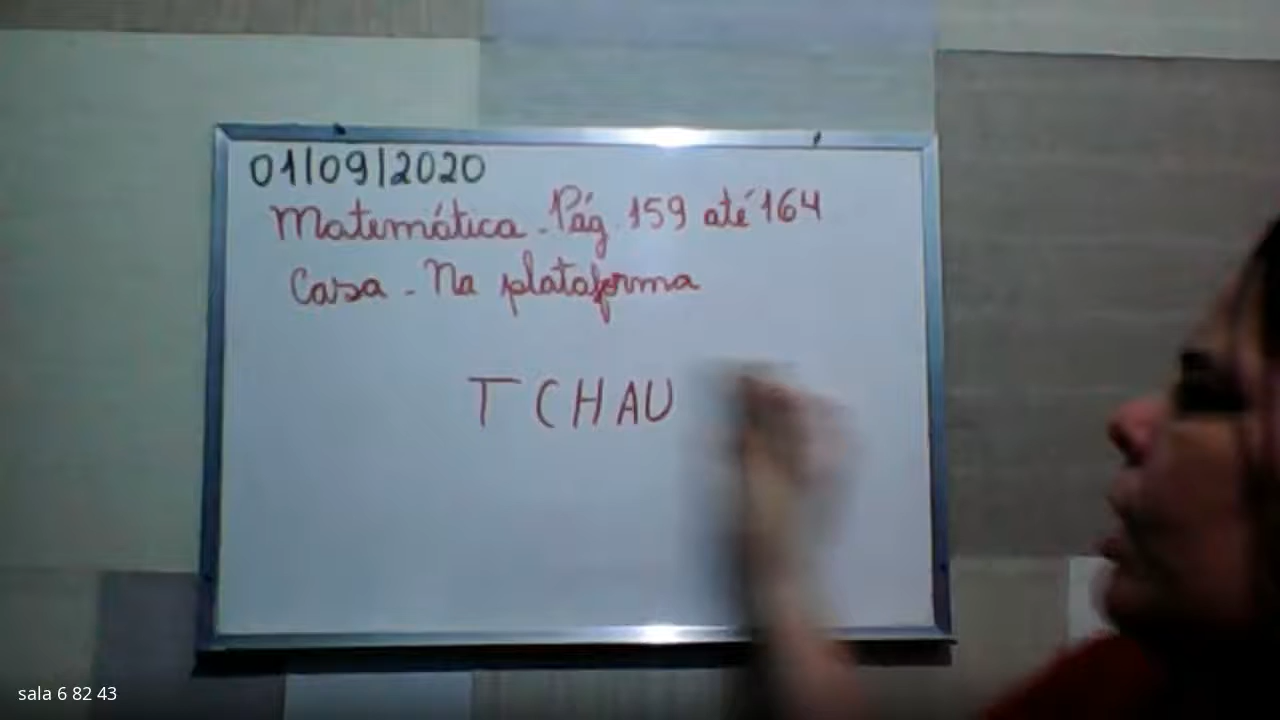 01/09/2020
Matemática - Pág. 159 até 164
Casa - Na plataforma
TCHAU
sala 6 82 43